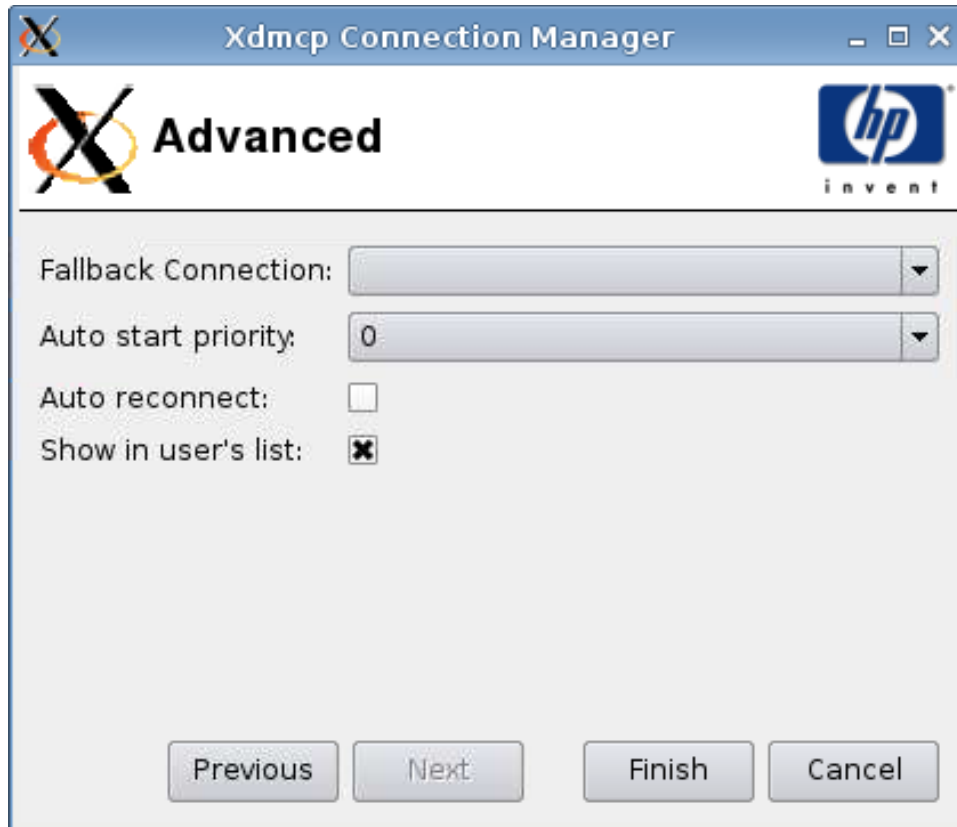 Xdmcp Connection Manager
Advanced
hp
invent
Fallback Connection:
Auto start priority: 0
Auto reconnect:
Show in user's list:
Previous Next Finish Cancel